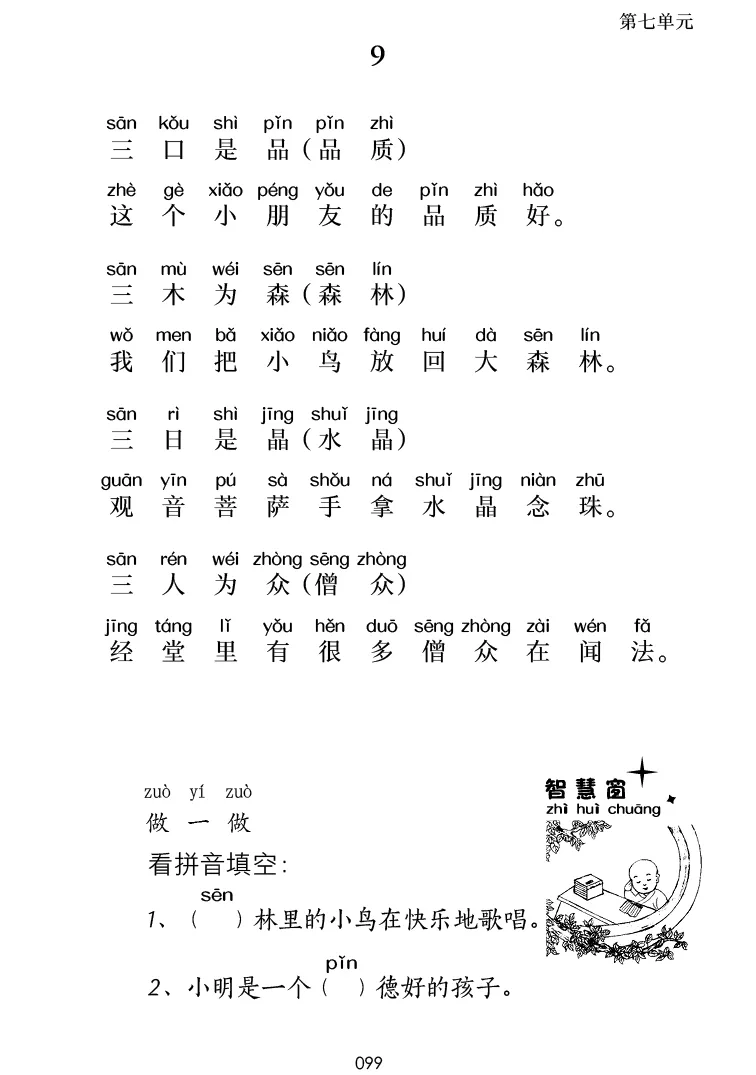 第七单元
9
sān kǒu shì pǐn pǐn zhì
三 口 是 品（品 质）
zhè gè xiǎo péng yǒu de pǐn zhì hǎo
这 个 小 朋 友 的 品 质 好。
sān mù wéi sēn sēn lín
三 木 为 森（森 林）
wǒ men bǎ xiǎo niǎo fàng huí dà sēn lín
我 们 把 小 鸟 放 回 大 森 林。
sān rì shì jīng shuǐ jīng
三 日 是 晶（水 晶）
guān yīn pú sà shǒu ná shuǐ jīng niàn zhū
观 音 菩 萨 手 拿 水 晶 念 珠。
sān rén wéi zhòng sēng zhòng
三 人 为 众（僧 众）
jīng táng lǐ yǒu hěn duō sēng zhòng zài wén fǎ
经 堂 里 有 很 多 僧 众 在 闻 法。
智慧窗
zhì huì chuāng
zuò yí zuò
做 一 做
看拼音填空：
sēn
1、（ ）林里的小鸟在快乐地歌唱。
pǐn
2、小明是一个（ ）德好的孩子。
099